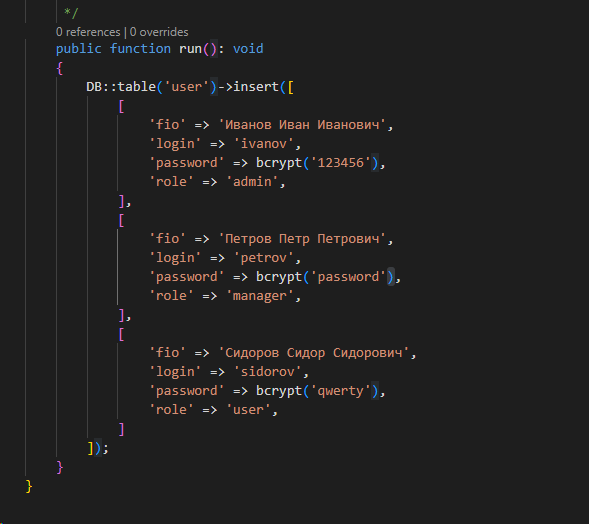 */
0 references | 0 overrides
public function run(): void
{
DB::table('user')->insert([
[
'fio' => 'Иванов Иван Иванович',
'login' => 'ivanov',
'password' => bcrypt('123456'),
'role' => 'admin',
],
[
'fio' => 'Петров Петр Петрович',
'login' => 'petrov',
'password' => bcrypt('password'),
'role' => 'manager',
],
[
'fio' => 'Сидоров Сидор Сидорович',
'login' => 'sidorov',
'password' => bcrypt('qwerty'),
'role' => 'user',
]
]);
}
}